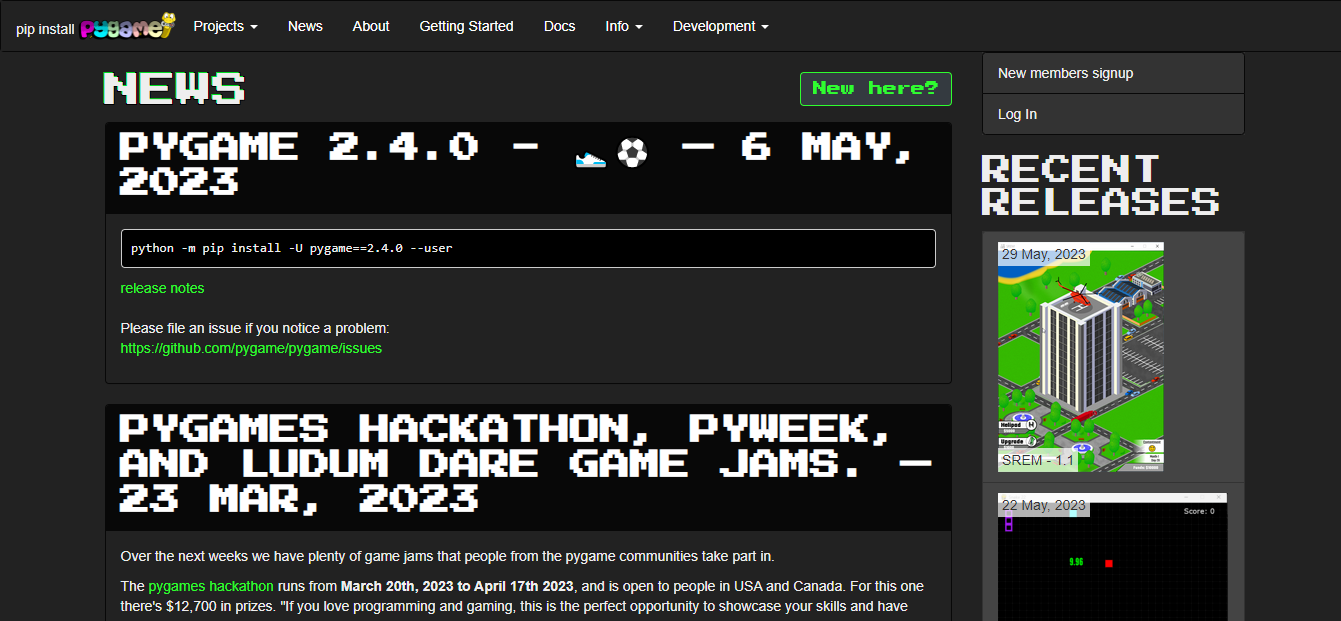 pip install pygame Projects News About Getting Started Docs Info Development
NEWS
New here?
PYGAME 2.4.0 - 👟⚽ — 6 MAY,
2023
python -m pip install -U pygame==2.4.0 --user
release notes
Please file an issue if you notice a problem:
https://github.com/pygame/pygame/issues
PYGAMES HACKATHON, PYWEEK,
AND LUDUM DARE GAME JAMS. —
23 MAR, 2023
Over the next weeks we have plenty of game jams that people from the pygame communities take part in.
The pygames hackathon runs from March 20th, 2023 to April 17th 2023, and is open to people in USA and Canada. For this one
there's $12,700 in prizes. "If you love programming and gaming, this is the perfect opportunity to showcase your skills and have
New members signup
Log In
RECENT
RELEASES
29 May, 2023
Helipad H
Upgrade
SREM - 1.1
22 May, 2023
Score: 0
9.96